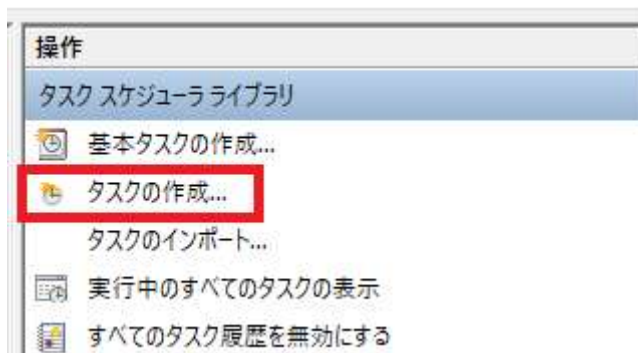 操作
タスク スケジューラ ライブラリ
基本タスクの作成...
タスクの作成...
タスクのインポート...
実行中のすべてのタスクの表示
すべてのタスク履歴を無効にする